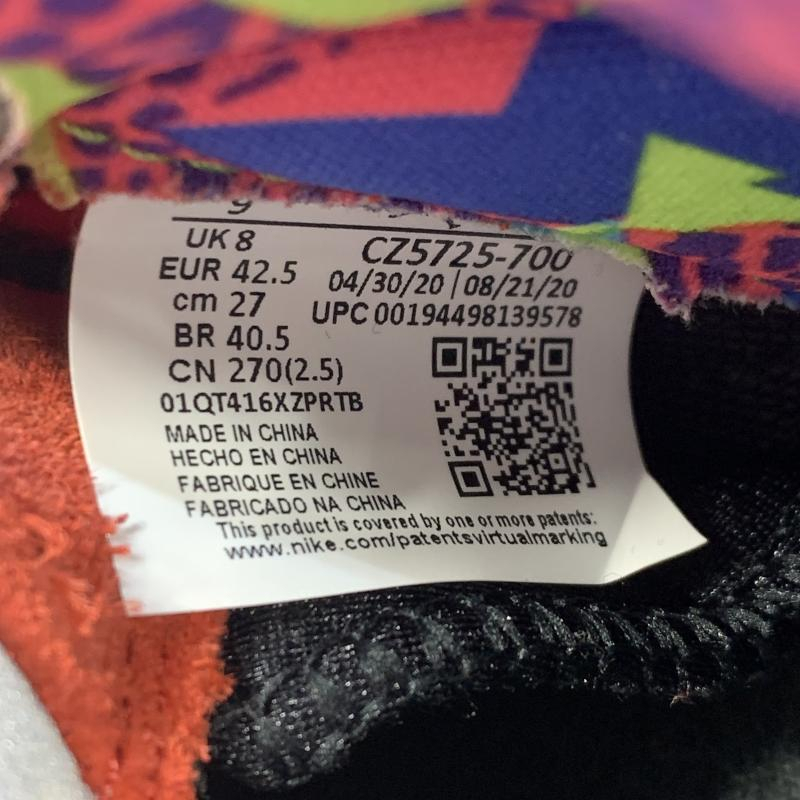 UK 8
EUR 42.5
cm 27
BR 40.5
CN 270(2.5)
01QT416XZPRTB
CZ5725-700
04/30/20 | 08/21/20
UPC 00194498139578
MADE IN CHINA
HECHO EN CHINA
FABRIQUE EN CHINE
FABRICADO NA CHINA
This product is covered by one or more patents:
www.nike.com/patentsvirtualmarking